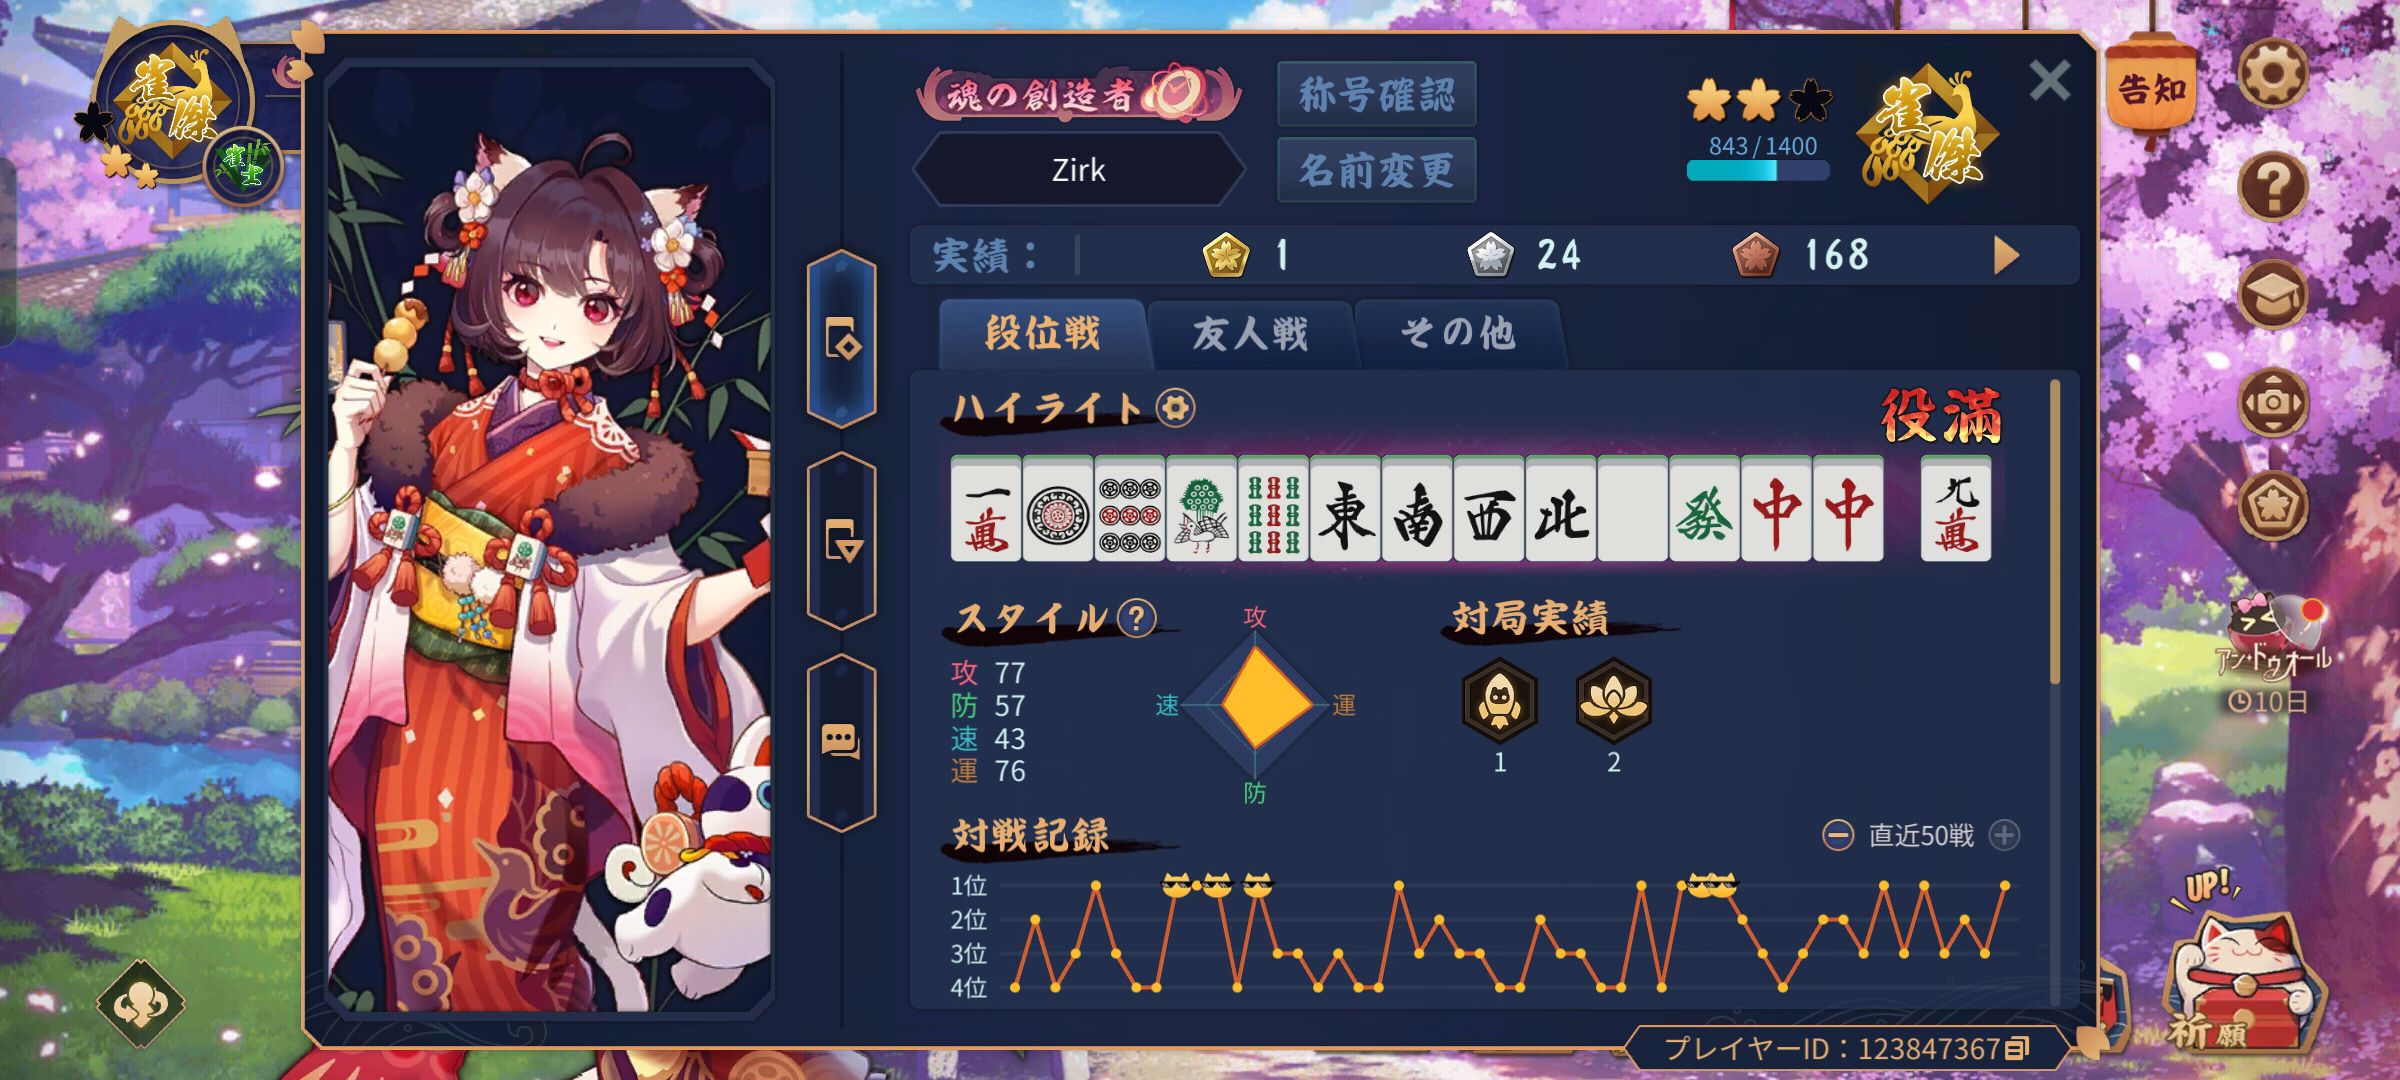 雀傑
雀士
魂の創造者
称号確認
Zirk
名前変更
843/1400
雀傑
告知
実績：
1
24
168
段位戦
友人戦
その他
ハイライト
役満
一萬
東
南
西
北
發
中
中
九萬
スタイル
?
攻 77
防 57
速 43
運 76
攻
速
運
防
対局実績
1
2
対戦記録
直近50戦
1位
2位
3位
4位
プレイヤーID：123847367
?
アン・ドゥオール
10日
UP!
祈願